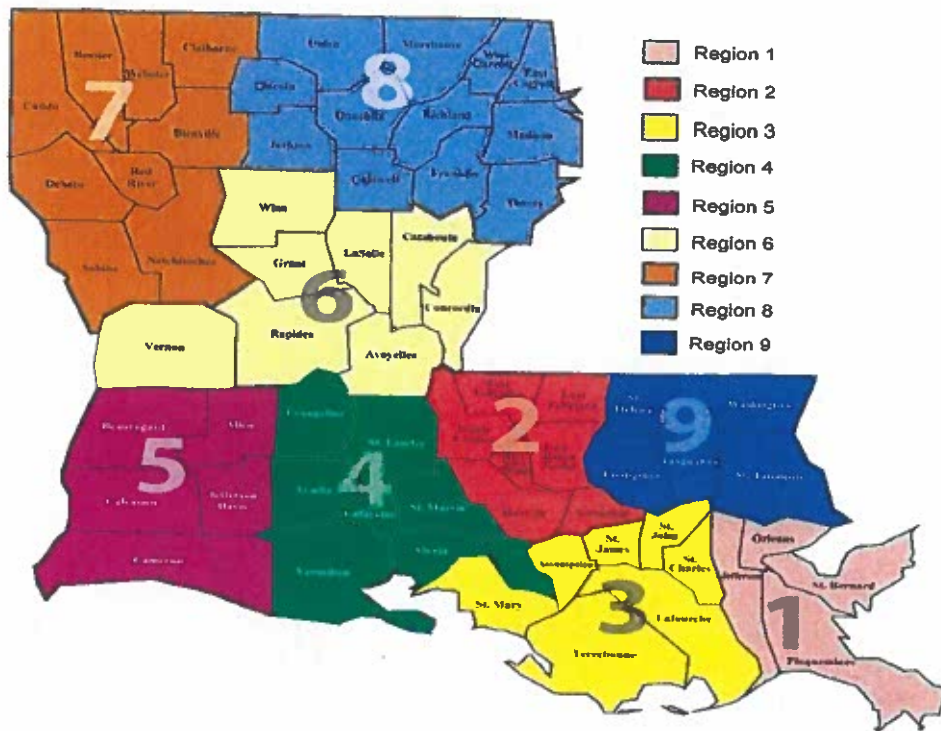 Claiborne
Union
Morehouse
West
Carroll
East
Carroll
Bossier
Webster
8
Region 1
7
Lincoln
Caddo
Ouachita
Richland
Region 2
Bienville
Madison
Jackson
Region 3
DeSoto
Red
River
Caldwell
Franklin
Region 4
Tensas
Winn
Region 5
Catahoula
LaSalle
Region 6
Grant
Sabine
Natchitoches
Region 7
6
Concordia
Region 8
Rapides
Region 9
Vernon
Avoyelles
St.
Helena
Washington
Evangeline
2
9
Beauregard
Allen
St. Landry
5
4
Livingston
St. Tammany
Acadia
Calcasieu
Jefferson
Davis
Lafayette
St. Martin
Iberia
St.
James
St.
John
Orleans
Cameron
Vermilion
Assumption
St.
Charles
Jefferson
St. Bernard
St. Mary
3
1
Lafourche
Terrebonne
Plaquemines